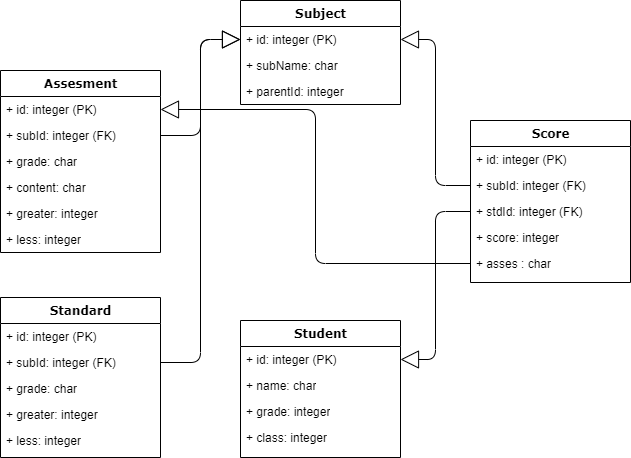 Subject
+ id: integer (PK)
+ subName: char
+ parentId: integer
Assesment
+ id: integer (PK)
+ subId: integer (FK)
+ grade: char
+ content: char
+ greater: integer
+ less: integer
Score
+ id: integer (PK)
+ subId: integer (FK)
+ stdId: integer (FK)
+ score: integer
+ asses : char
Standard
+ id: integer (PK)
+ subId: integer (FK)
+ grade: char
+ greater: integer
+ less: integer
Student
+ id: integer (PK)
+ name: char
+ grade: integer
+ class: integer